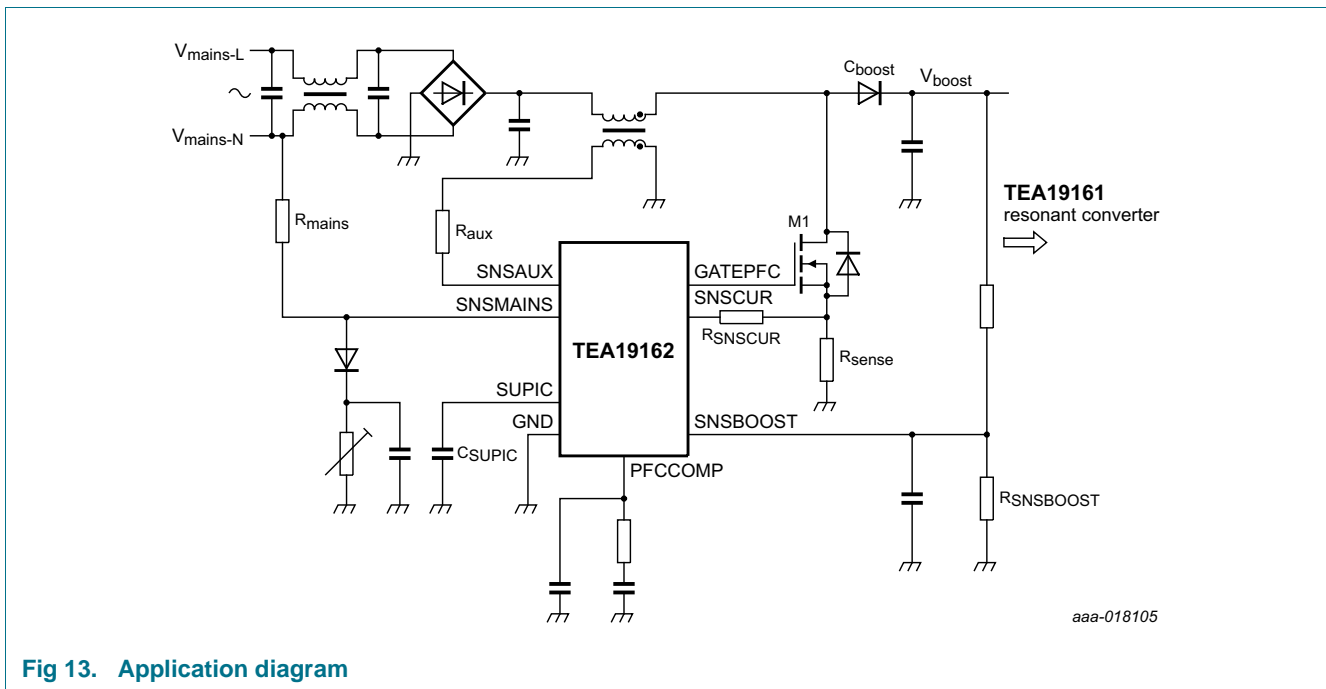 Vmains-L
Cboost
Vboost
Vmains-N
TEA19161
resonant converter
Rmains
M1
Raux
SNSAUX
GATEPFC
SNSMAINS
SNSCUR
RSNSCUR
TEA19162
Rsense
SUPIC
GND
SNSBOOST
CSUPIC
PFCCOMP
RSNSBOOST
aaa-018105
Fig 13. Application diagram